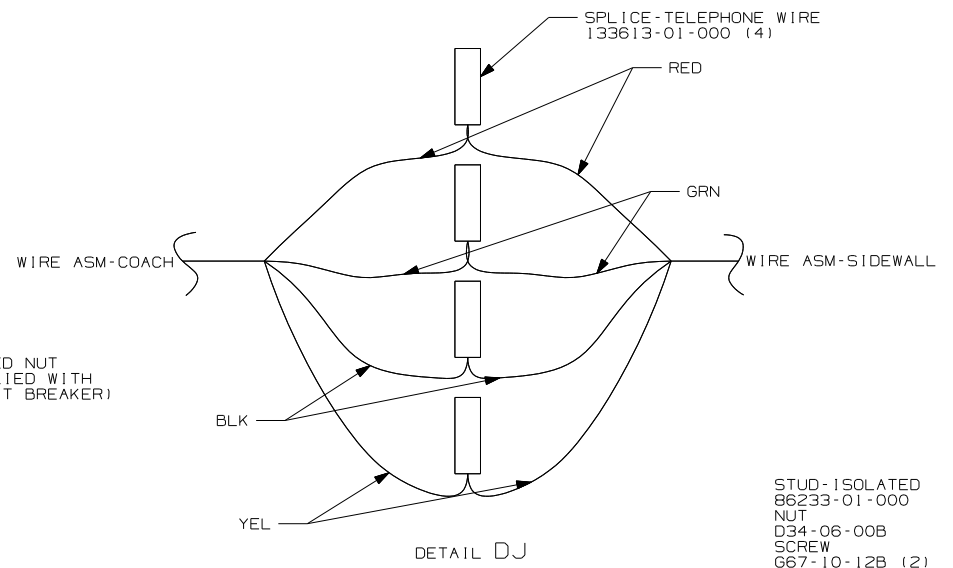 SPLICE-TELEPHONE WIRE
133613-01-000 (4)
RED
GRN
WIRE ASM-COACH
WIRE ASM-SIDEWALL
ED NUT
IED WITH
T BREAKER)
BLK
YEL
DETAIL DJ
STUD-ISOLATED
86233-01-000
NUT
D34-06-00B
SCREW
G67-10-12B (2)